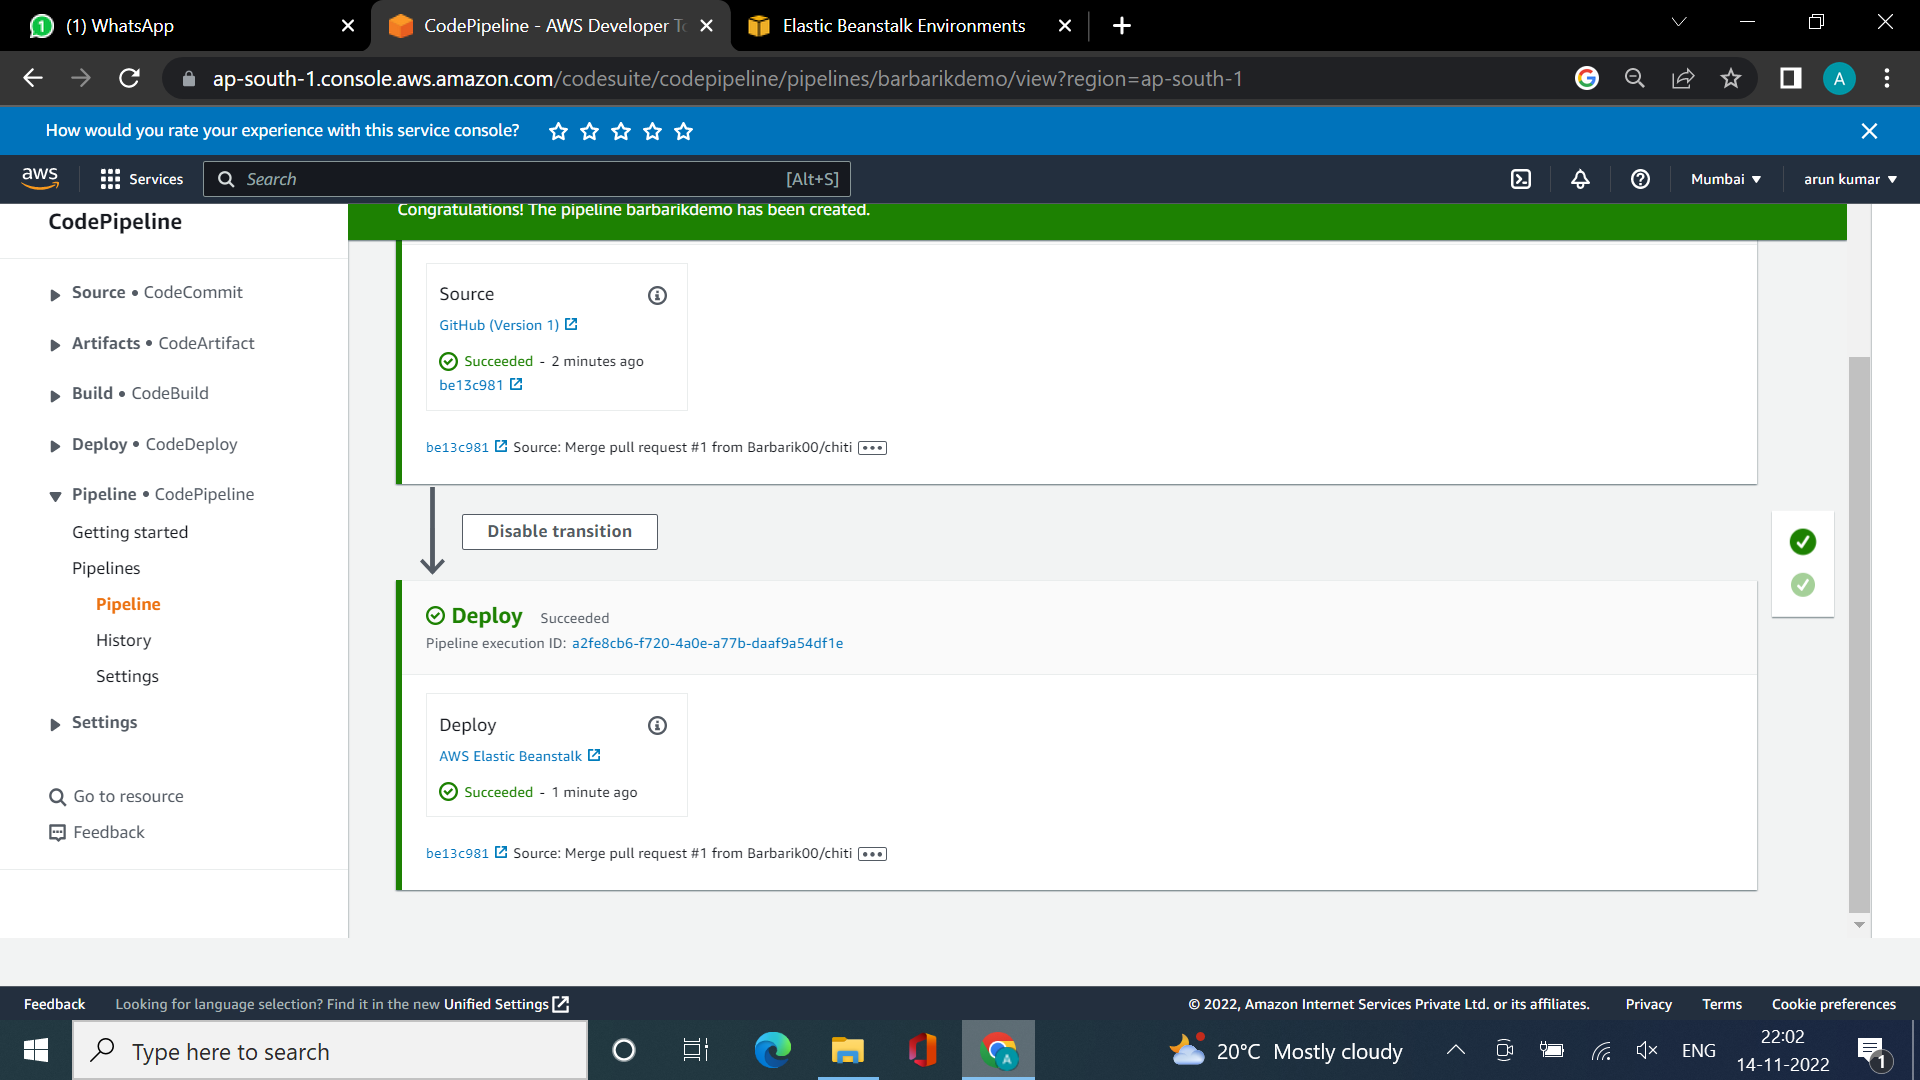 (1) WhatsApp
CodePipeline - AWS Developer To
Elastic Beanstalk Environments
ap-south-1.console.aws.amazon.com/codesuite/codepipeline/pipelines/barbarikdemo/view?region=ap-south-1
A
How would you rate your experience with this service console?
aws
Services
Search
[Alt+S]
Mumbai
arun kumar
CodePipeline
Source • CodeCommit
Artifacts • CodeArtifact
Build • CodeBuild
Deploy • CodeDeploy
Pipeline • CodePipeline
Getting started
Pipelines
Pipeline
History
Settings
Settings
Go to resource
Feedback
Congratulations! The pipeline barbarikdemo has been created.
Source
GitHub (Version 1)
Succeeded - 2 minutes ago
be13c981
be13c981 Source: Merge pull request #1 from Barbarik00/chiti
Disable transition
Deploy Succeeded
Pipeline execution ID: a2fe8cb6-f720-4a0e-a77b-daaf9a54df1e
Deploy
AWS Elastic Beanstalk
Succeeded - 1 minute ago
be13c981 Source: Merge pull request #1 from Barbarik00/chiti
Feedback
Looking for language selection? Find it in the new Unified Settings
© 2022, Amazon Internet Services Private Ltd. or its affiliates.
Privacy
Terms
Cookie preferences
Type here to search
A
20°C Mostly cloudy
ENG
22:02
14-11-2022
1